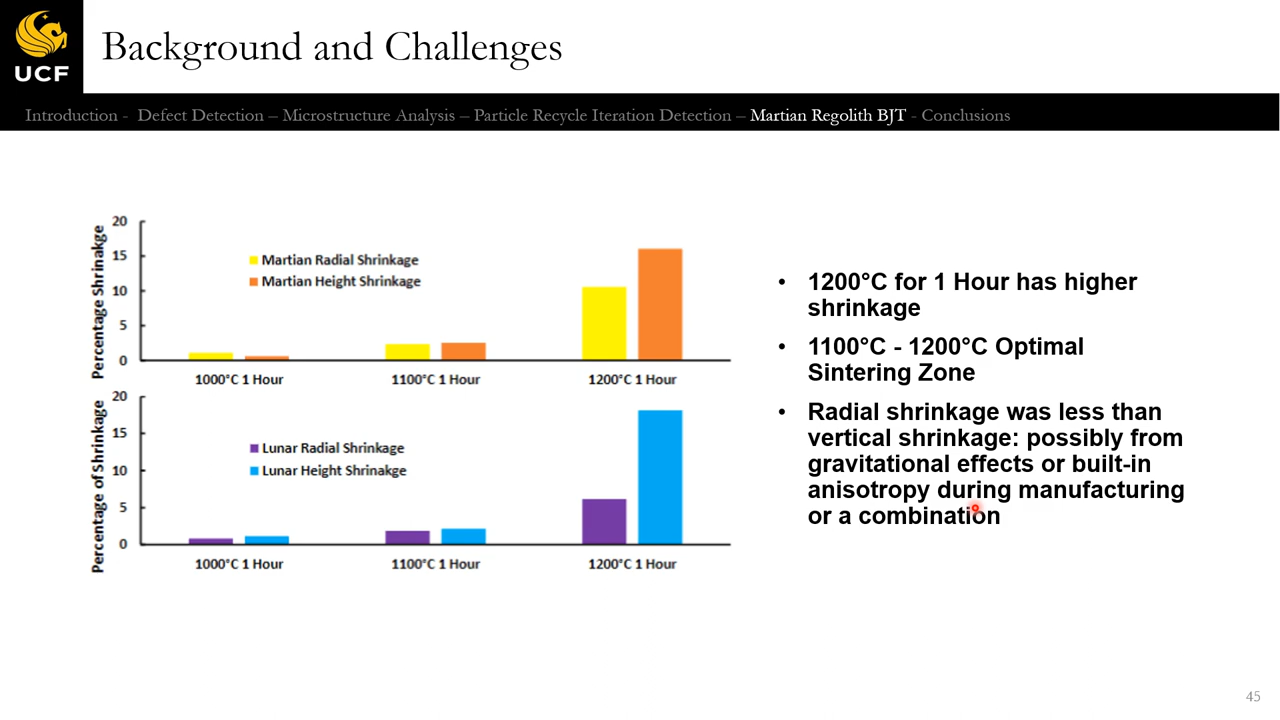 UCF
Background and Challenges
Introduction - Defect Detection – Microstructure Analysis – Particle Recycle Iteration Detection – Martian Regolith BJT - Conclusions
Percentage Shrinakge
20
15
10
5
0
Martian Radial Shrinkage
Martian Height Shrinkage
1000°C 1 Hour
1100°C 1 Hour
1200°C 1 Hour
Percentage of Shrinkage
20
15
10
5
0
Lunar Radial Shrinkage
Lunar Height Shrinakge
1000°C 1 Hour
1100°C 1 Hour
1200°C 1 Hour
• 1200°C for 1 Hour has higher
shrinkage
• 1100°C - 1200°C Optimal
Sintering Zone
• Radial shrinkage was less than
vertical shrinkage: possibly from
gravitational effects or built-in
anisotropy during manufacturing
or a combination
45